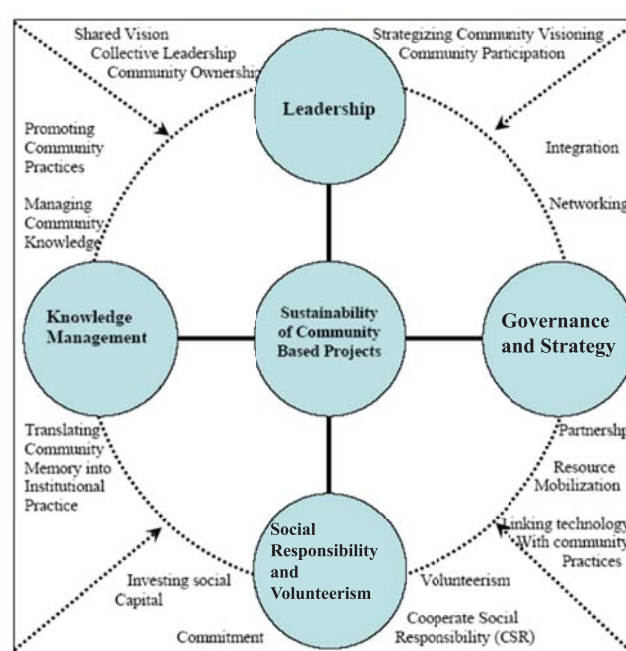 Shared Vision
Collective Leadership
Community Ownership
Strategizing Community Visioning
Community Participation
Leadership
Promoting
Community
Practices
Integration
Managing
Community
Knowledge
Networking
Knowledge
Management
Sustainability
of Community
Based Projects
Governance
and Strategy
Translating
Community
Memory into
Institutional
Practice
Partnershp
Resource
Mobilization
Linking technology
With community
Practices
Social
Responsibility
and
Volunteerism
Investing social
Capital
Volunteerism
Commitment
Cooperate Social
Responsibility (CSR)